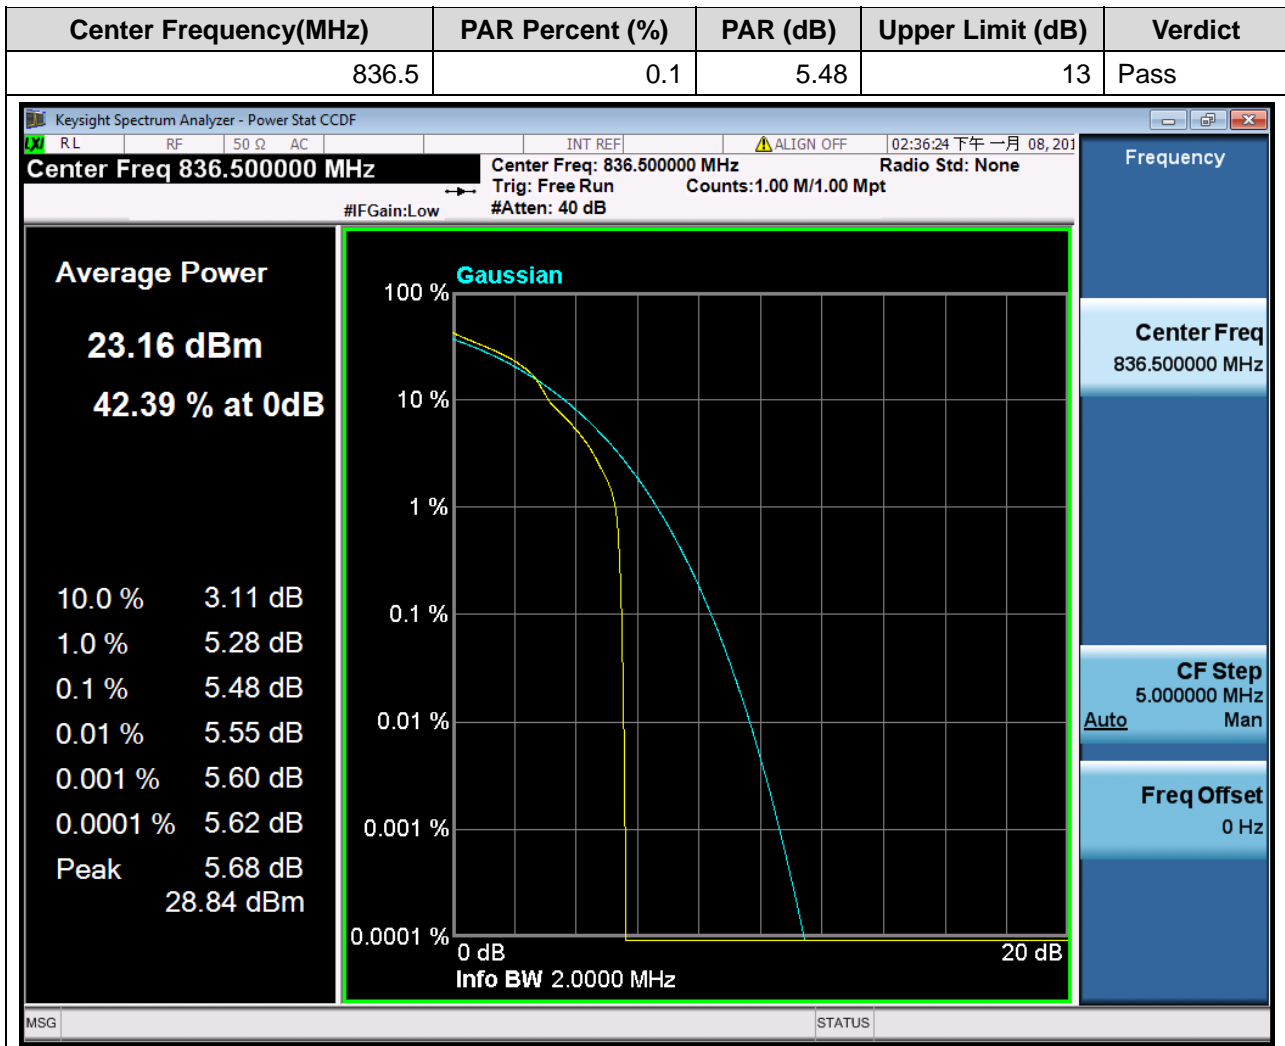 Center Frequency(MHz) PAR Percent (%) PAR (dB) Upper Limit (dB) Verdict
836.5 0.1 5.48 13 Pass
Keysight Spectrum Analyzer - Power Stat CCDF
LXI RL RF 50 Ω AC INT REF ALIGN OFF 02:36:24 下午 一月 08, 201
Center Freq 836.500000 MHz
Center Freq: 836.500000 MHz Radio Std: None
Trig: Free Run Counts:1.00 M/1.00 Mpt
#IFGain:Low #Atten: 40 dB
Average Power
23.16 dBm
42.39 % at 0dB
10.0 % 3.11 dB
1.0 % 5.28 dB
0.1 % 5.48 dB
0.01 % 5.55 dB
0.001 % 5.60 dB
0.0001 % 5.62 dB
Peak 5.68 dB
28.84 dBm
Gaussian
100 %
10 %
1 %
0.1 %
0.01 %
0.001 %
0.0001 %
0 dB 20 dB
Info BW 2.0000 MHz
Frequency
Center Freq
836.500000 MHz
CF Step
5.000000 MHz
Auto Man
Freq Offset
0 Hz
MSG STATUS